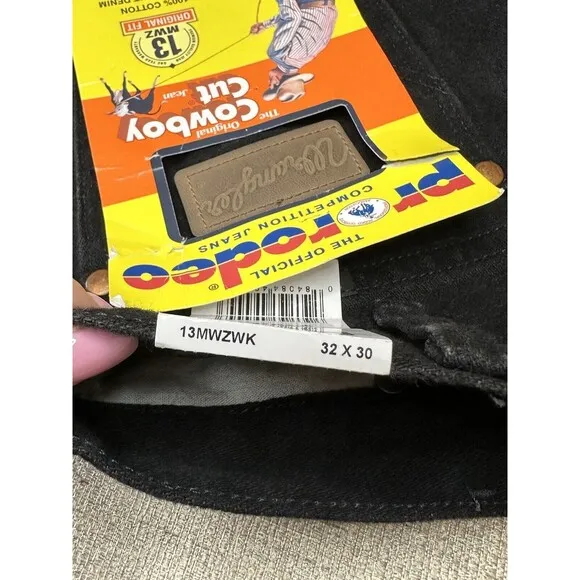 100% COTTON
DENIM
ORIGINAL FIT
13
MWZ
The Original
Cowboy
Cut Jean
Wrangler
pro rodeo®
COMPETITION JEANS
THE OFFICIAL
13MWZWK 32 X 30